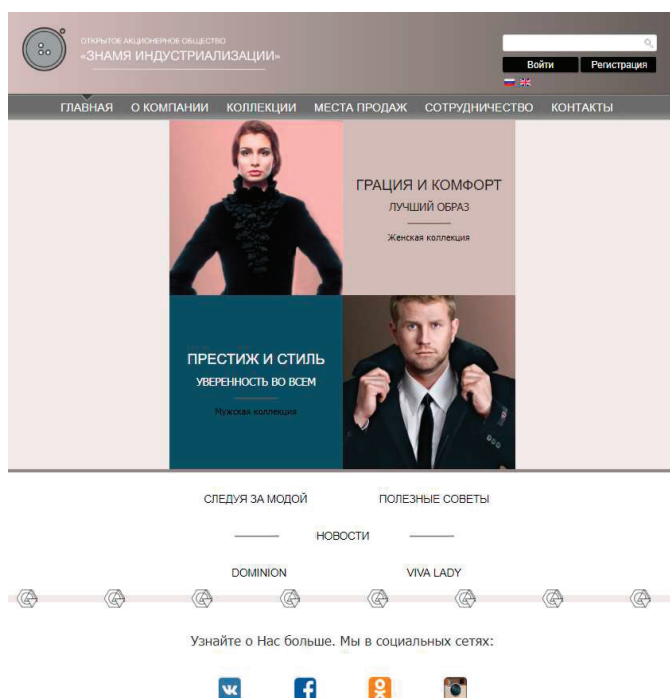 ОТКРЫТОЕ АКЦИОНЕРНОЕ ОБЩЕСТВО
«ЗНАМЯ ИНДУСТРИАЛИЗАЦИИ»
Войти Регистрация
ГЛАВНАЯ О КОМПАНИИ КОЛЛЕКЦИИ МЕСТА ПРОДАЖ СОТРУДНИЧЕСТВО КОНТАКТЫ
ГРАЦИЯ И КОМФОРТ
ЛУЧШИЙ ОБРАЗ
Женская коллекция
ПРЕСТИЖ И СТИЛЬ
УВЕРЕННОСТЬ ВО ВСЕМ
Мужская коллекция
СЛЕДУЯ ЗА МОДОЙ ПОЛЕЗНЫЕ СОВЕТЫ
НОВОСТИ
DOMINION VIVA LADY
Узнайте о Нас больше. Мы в социальных сетях: